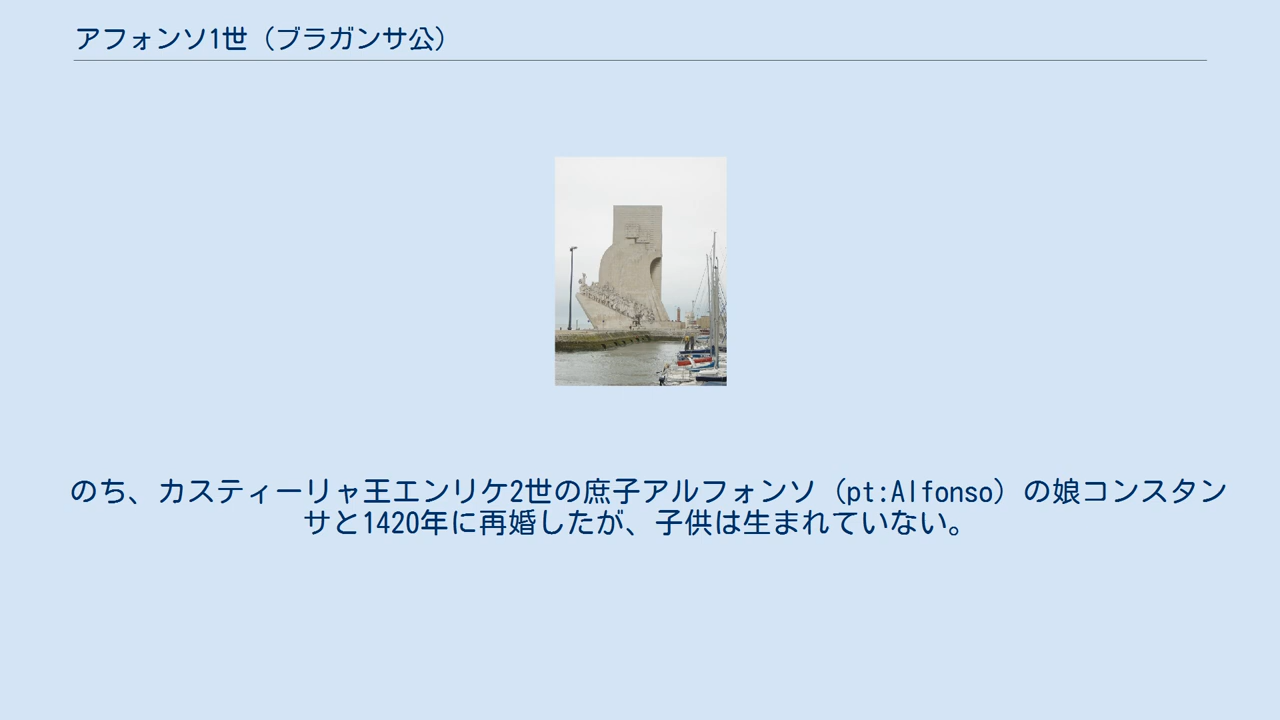 アフォンソ1世（ブラガンサ公）
のち、カスティーリャ王エンリケ2世の庶子アルフォンソ（pt:Alfonso）の娘コンスタン
サと1420年に再婚したが、子供は生まれていない。